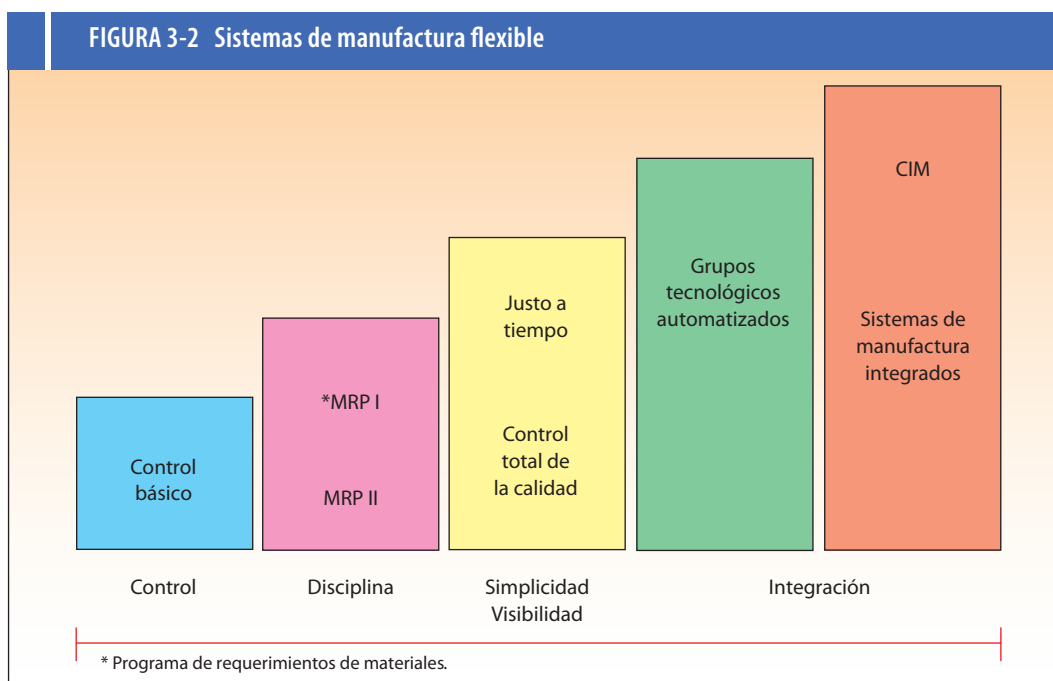 FIGURA 3-2 Sistemas de manufactura flexible
Control
básico
*MRP I
MRP II
Justo a
tiempo
Control
total de
la calidad
Grupos
tecnológicos
automatizados
CIM
Sistemas de
manufactura
integrados
Control
Disciplina
Simplicidad
Visibilidad
Integración
* Programa de requerimientos de materiales.